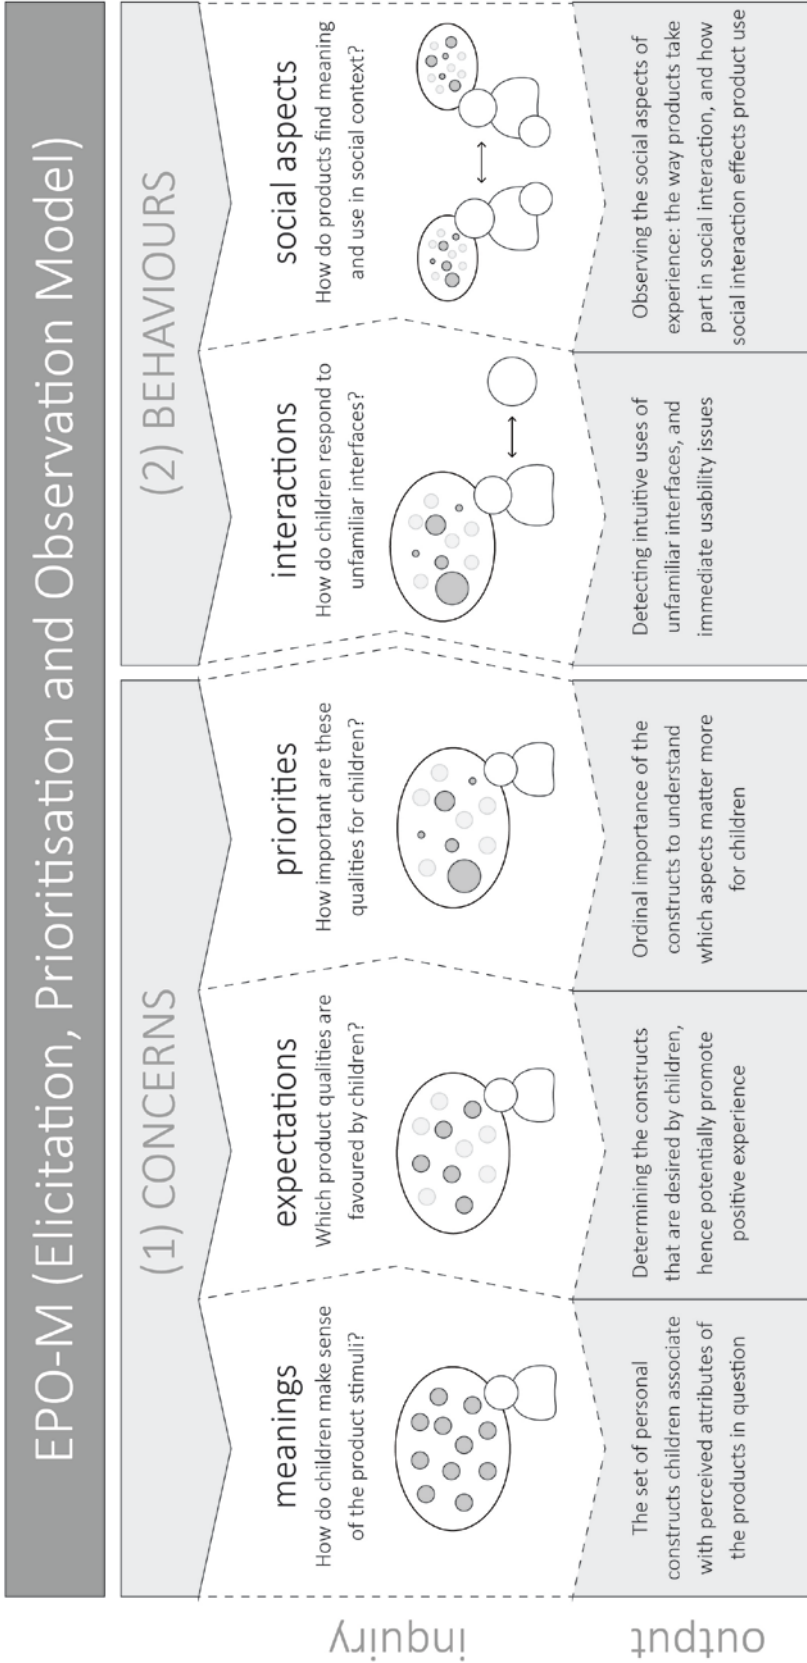 EPO-M (Elicitation, Prioritisation and Observation Model)
(1) CONCERNS
(2) BEHAVIOURS
inquiry
meanings
How do children make sense
of the product stimuli?
expectations
Which product qualities are
favoured by children?
priorities
How important are these
qualities for children?
interactions
How do children respond to
unfamiliar interfaces?
social aspects
How do products find meaning
and use in social context?
output
The set of personal
constructs children associate
with perceived attributes of
the products in question
Determining the constructs
that are desired by children,
hence potentially promote
positive experience
Ordinal importance of the
constructs to understand
which aspects matter more
for children
Detecting intuitive uses of
unfamiliar interfaces, and
immediate usability issues
Observing the social aspects of
experience: the way products take
part in social interaction, and how
social interaction effects product use